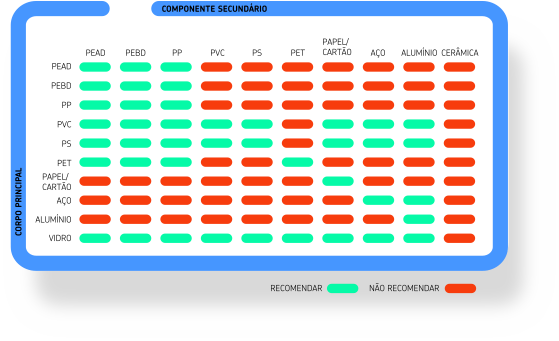 COMPONENTE SECUNDÁRIO
PEAD PEBD PP PVC PS PET PAPEL/ CARTÃO AÇO ALUMÍNIO CERÂMICA
PEAD
PEBD
PP
PVC
PS
PET
PAPEL/
CARTÃO
AÇO
ALUMÍNIO
VIDRO
CORPO PRINCIPAL
RECOMENDAR NÃO RECOMENDAR